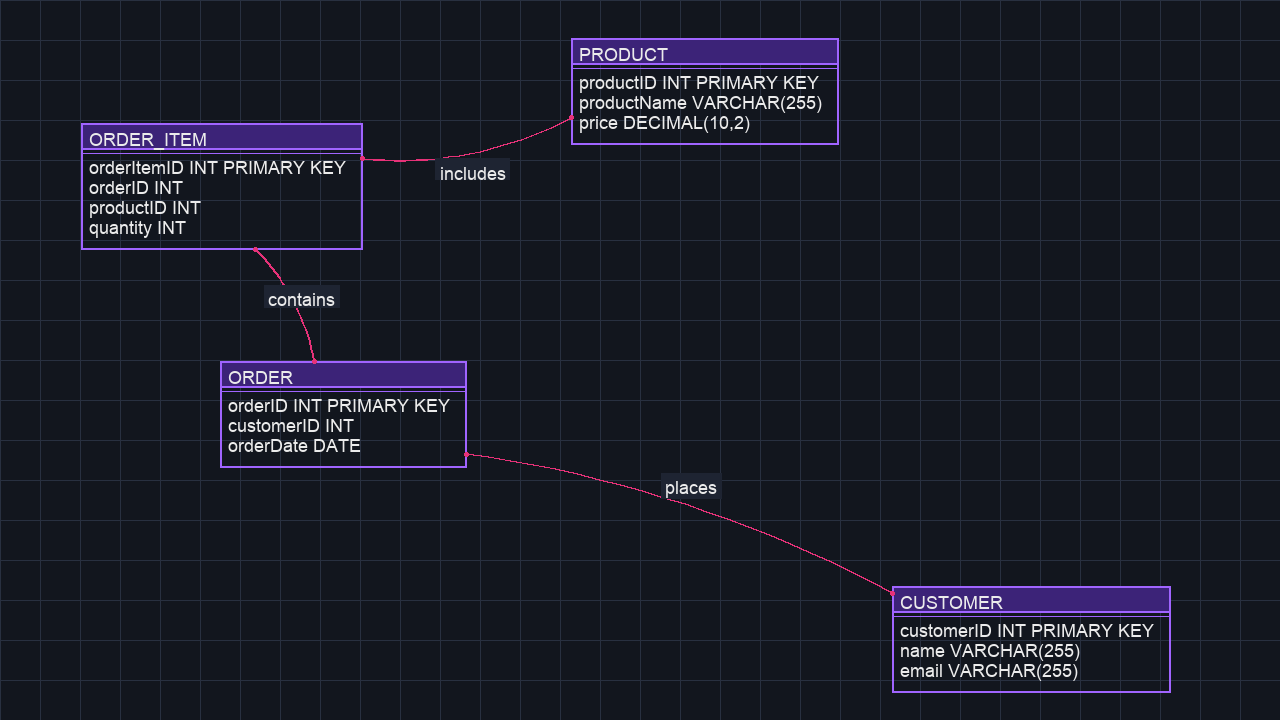 PRODUCT
productID INT PRIMARY KEY
productName VARCHAR(255)
price DECIMAL(10,2)
ORDER_ITEM
orderItemID INT PRIMARY KEY
orderID INT
productID INT
quantity INT
includes
contains
ORDER
orderID INT PRIMARY KEY
customerID INT
orderDate DATE
places
CUSTOMER
customerID INT PRIMARY KEY
name VARCHAR(255)
email VARCHAR(255)